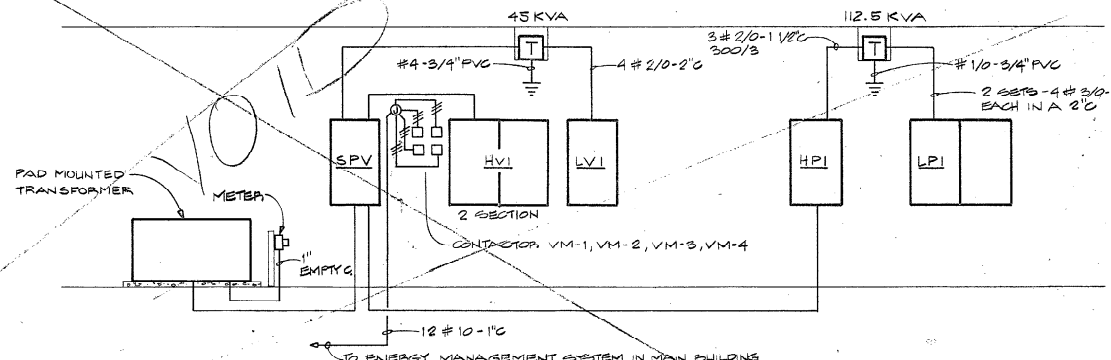 45 KVA
112.5 KVA
3 # 2/0-1 1/2"C
300/3
T
T
#4-3/4" PVC
4 # 2/0-2"C
# 1/0-3/4" PVC
2 SETS-4 # 3/0-
EACH IN A 2"C
VOID
J
SPV
HV1
LV1
HP1
LP1
PAD MOUNTED
TRANSFORMER
METER
2 SECTION
CONTACTOR VM-1, VM-2, VM-3, VM-4
1"
EMPTY C.
12 # 10-1"C
TO ENERGY MANAGEMENT SYSTEM IN MAIN BUILDING